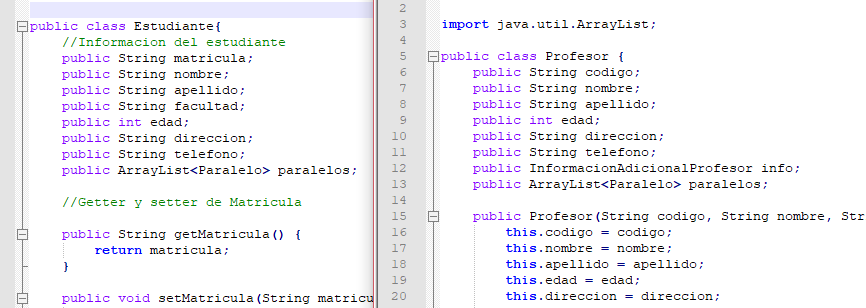 public class Estudiante{
//Informacion del estudiante
public String matricula;
public String nombre;
public String apellido;
public String facultad;
public int edad;
public String direccion;
public String telefono;
public ArrayList<Paralelo> paralelos;
//Getter y setter de Matricula
public String getMatricula() {
return matricula;
}
public void setMatricula(String matricu
2
3 import java.util.ArrayList;
4
5 public class Profesor {
6 public String codigo;
7 public String nombre;
8 public String apellido;
9 public int edad;
10 public String direccion;
11 public String telefono;
12 public InformacionAdicionalProfesor info;
13 public ArrayList<Paralelo> paralelos;
14
15 public Profesor(String codigo, String nombre, Str
16 this.codigo = codigo;
17 this.nombre = nombre;
18 this.apellido = apellido;
19 this.edad = edad;
20 this.direccion = direccion;